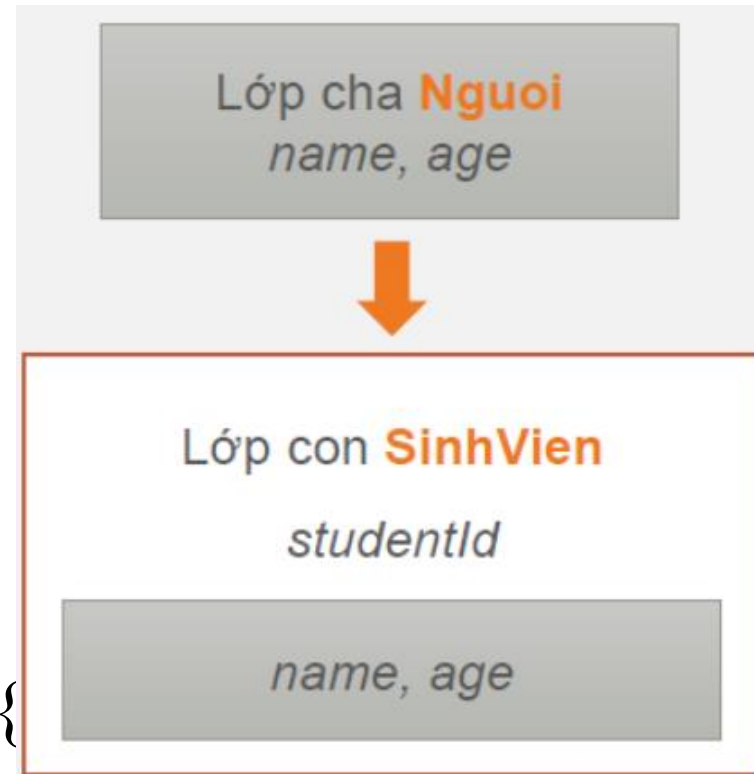 Lớp cha Nguoi
name, age
Lớp con SinhVien
studentId
name, age
{